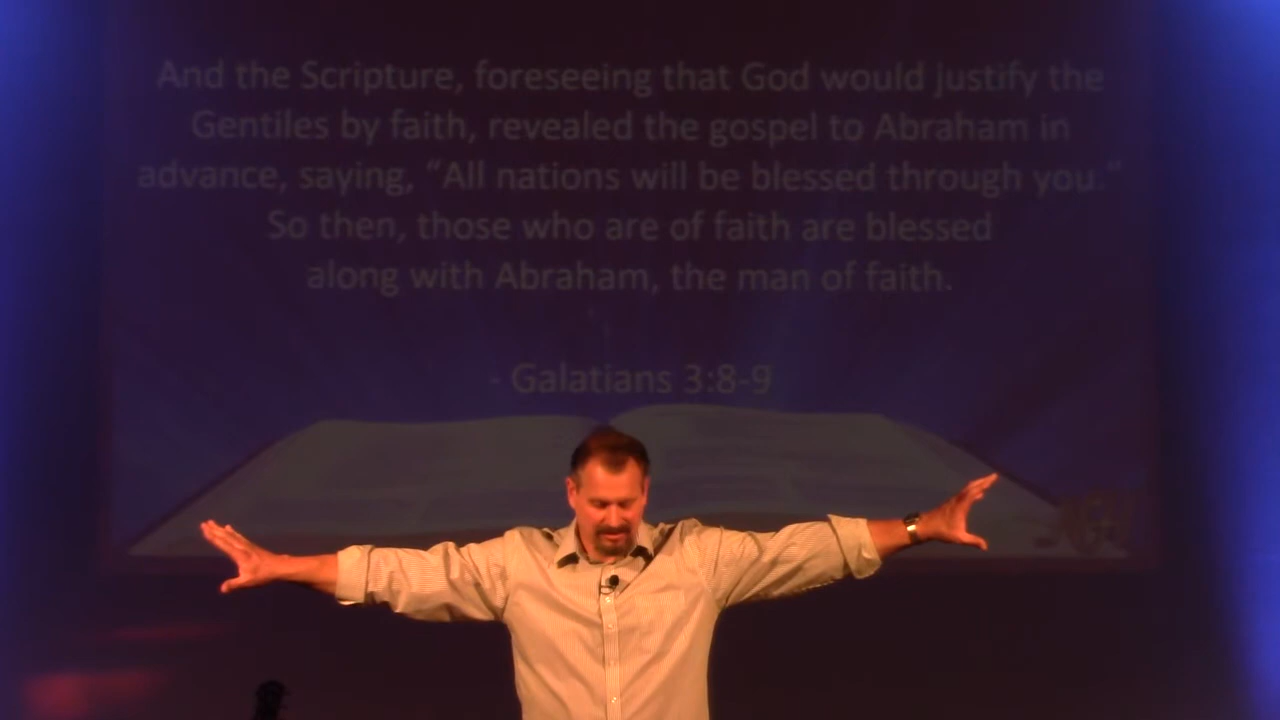 And the Scripture, foreseeing that God would justify the
Gentiles by faith, revealed the gospel to Abraham in
advance, saying, “All nations will be blessed through you.”
So then, those who are of faith are blessed
along with Abraham, the man of faith.
- Galatians 3:8-9